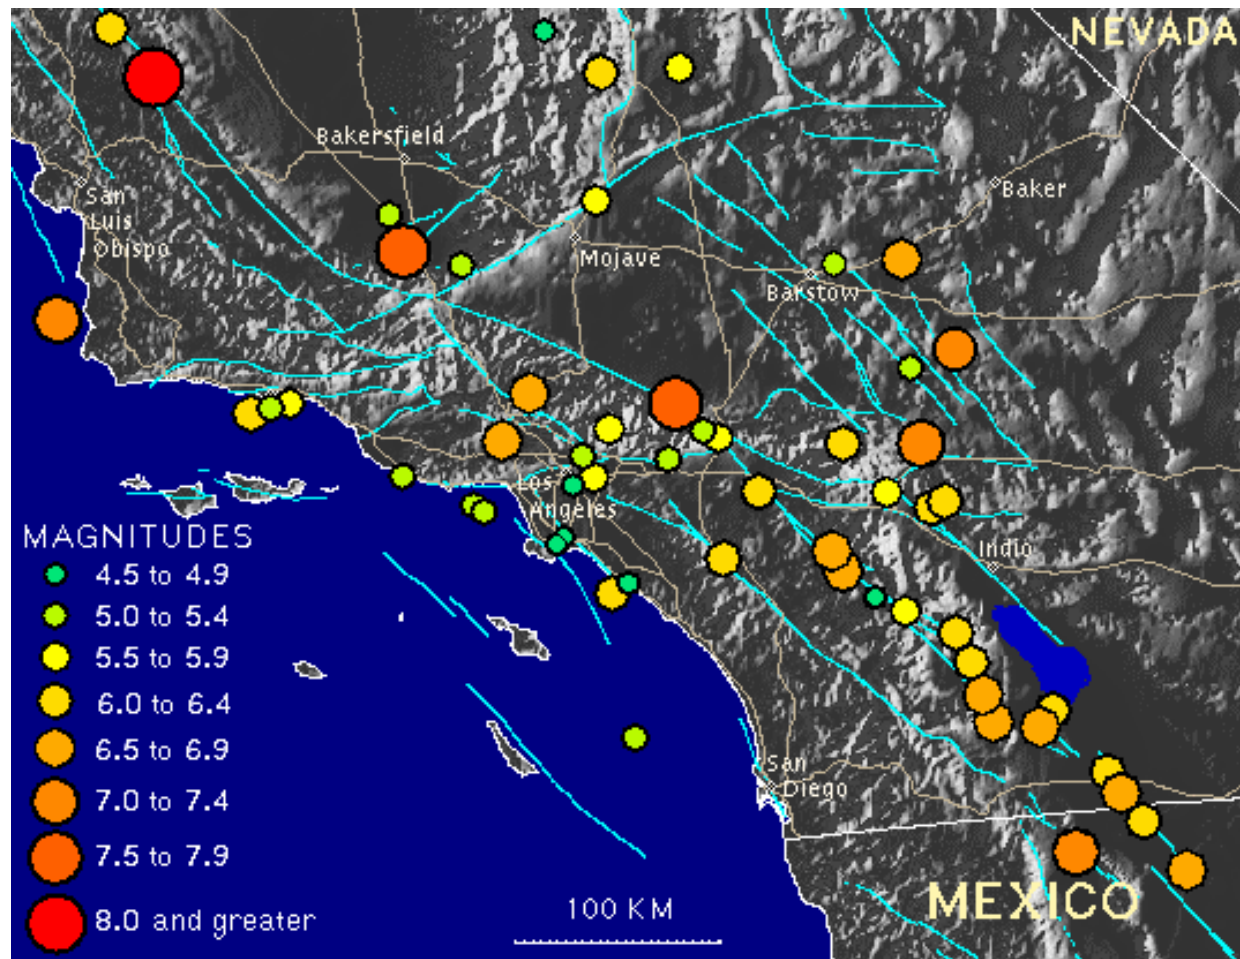 NEVADA
Bakersfield
San
Luis
Obispo
Baker
Mojave
Barstow
Los
Angeles
MAGNITUDES
4.5 to 4.9
5.0 to 5.4
5.5 to 5.9
6.0 to 6.4
6.5 to 6.9
7.0 to 7.4
7.5 to 7.9
8.0 and greater
Indio
San
Diego
100 KM
MEXICO